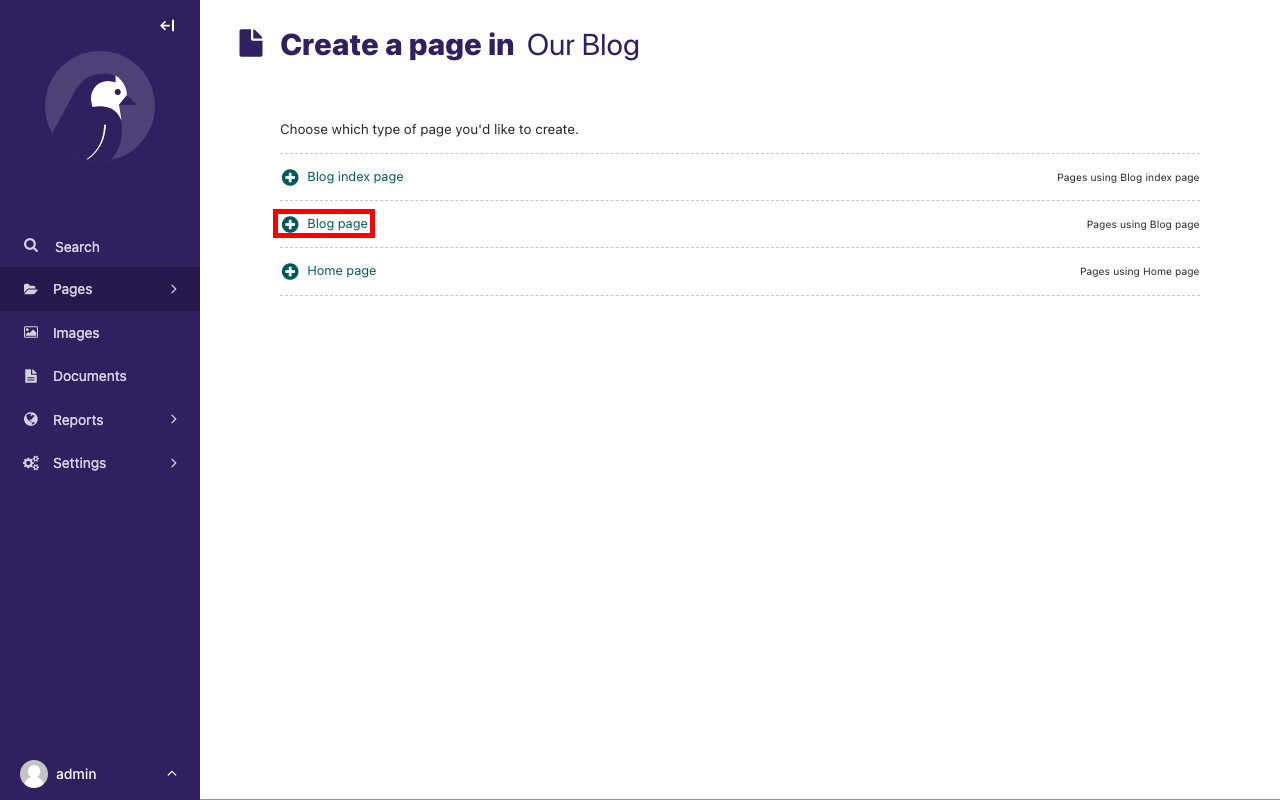 Create a page in Our Blog
Choose which type of page you'd like to create.
Blog index page Pages using Blog index page
Blog page Pages using Blog page
Home page Pages using Home page
Search
Pages
Images
Documents
Reports
Settings
admin